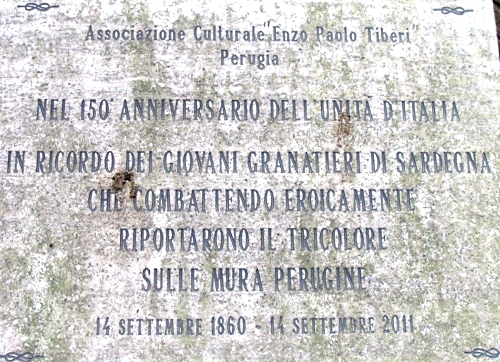 Associazione Culturale "Enzo Paolo Tiberi"
Perugia
NEL 150° ANNIVERSARIO DELL'UNITÀ D'ITALIA
IN RICORDO DEI GIOVANI GRANATIERI DI SARDEGNA
CHE COMBATTENDO EROICAMENTE
RIPORTARONO IL TRICOLORE
SULLE MURA PERUGINE
14 SETTEMBRE 1860 - 14 SETTEMBRE 2011